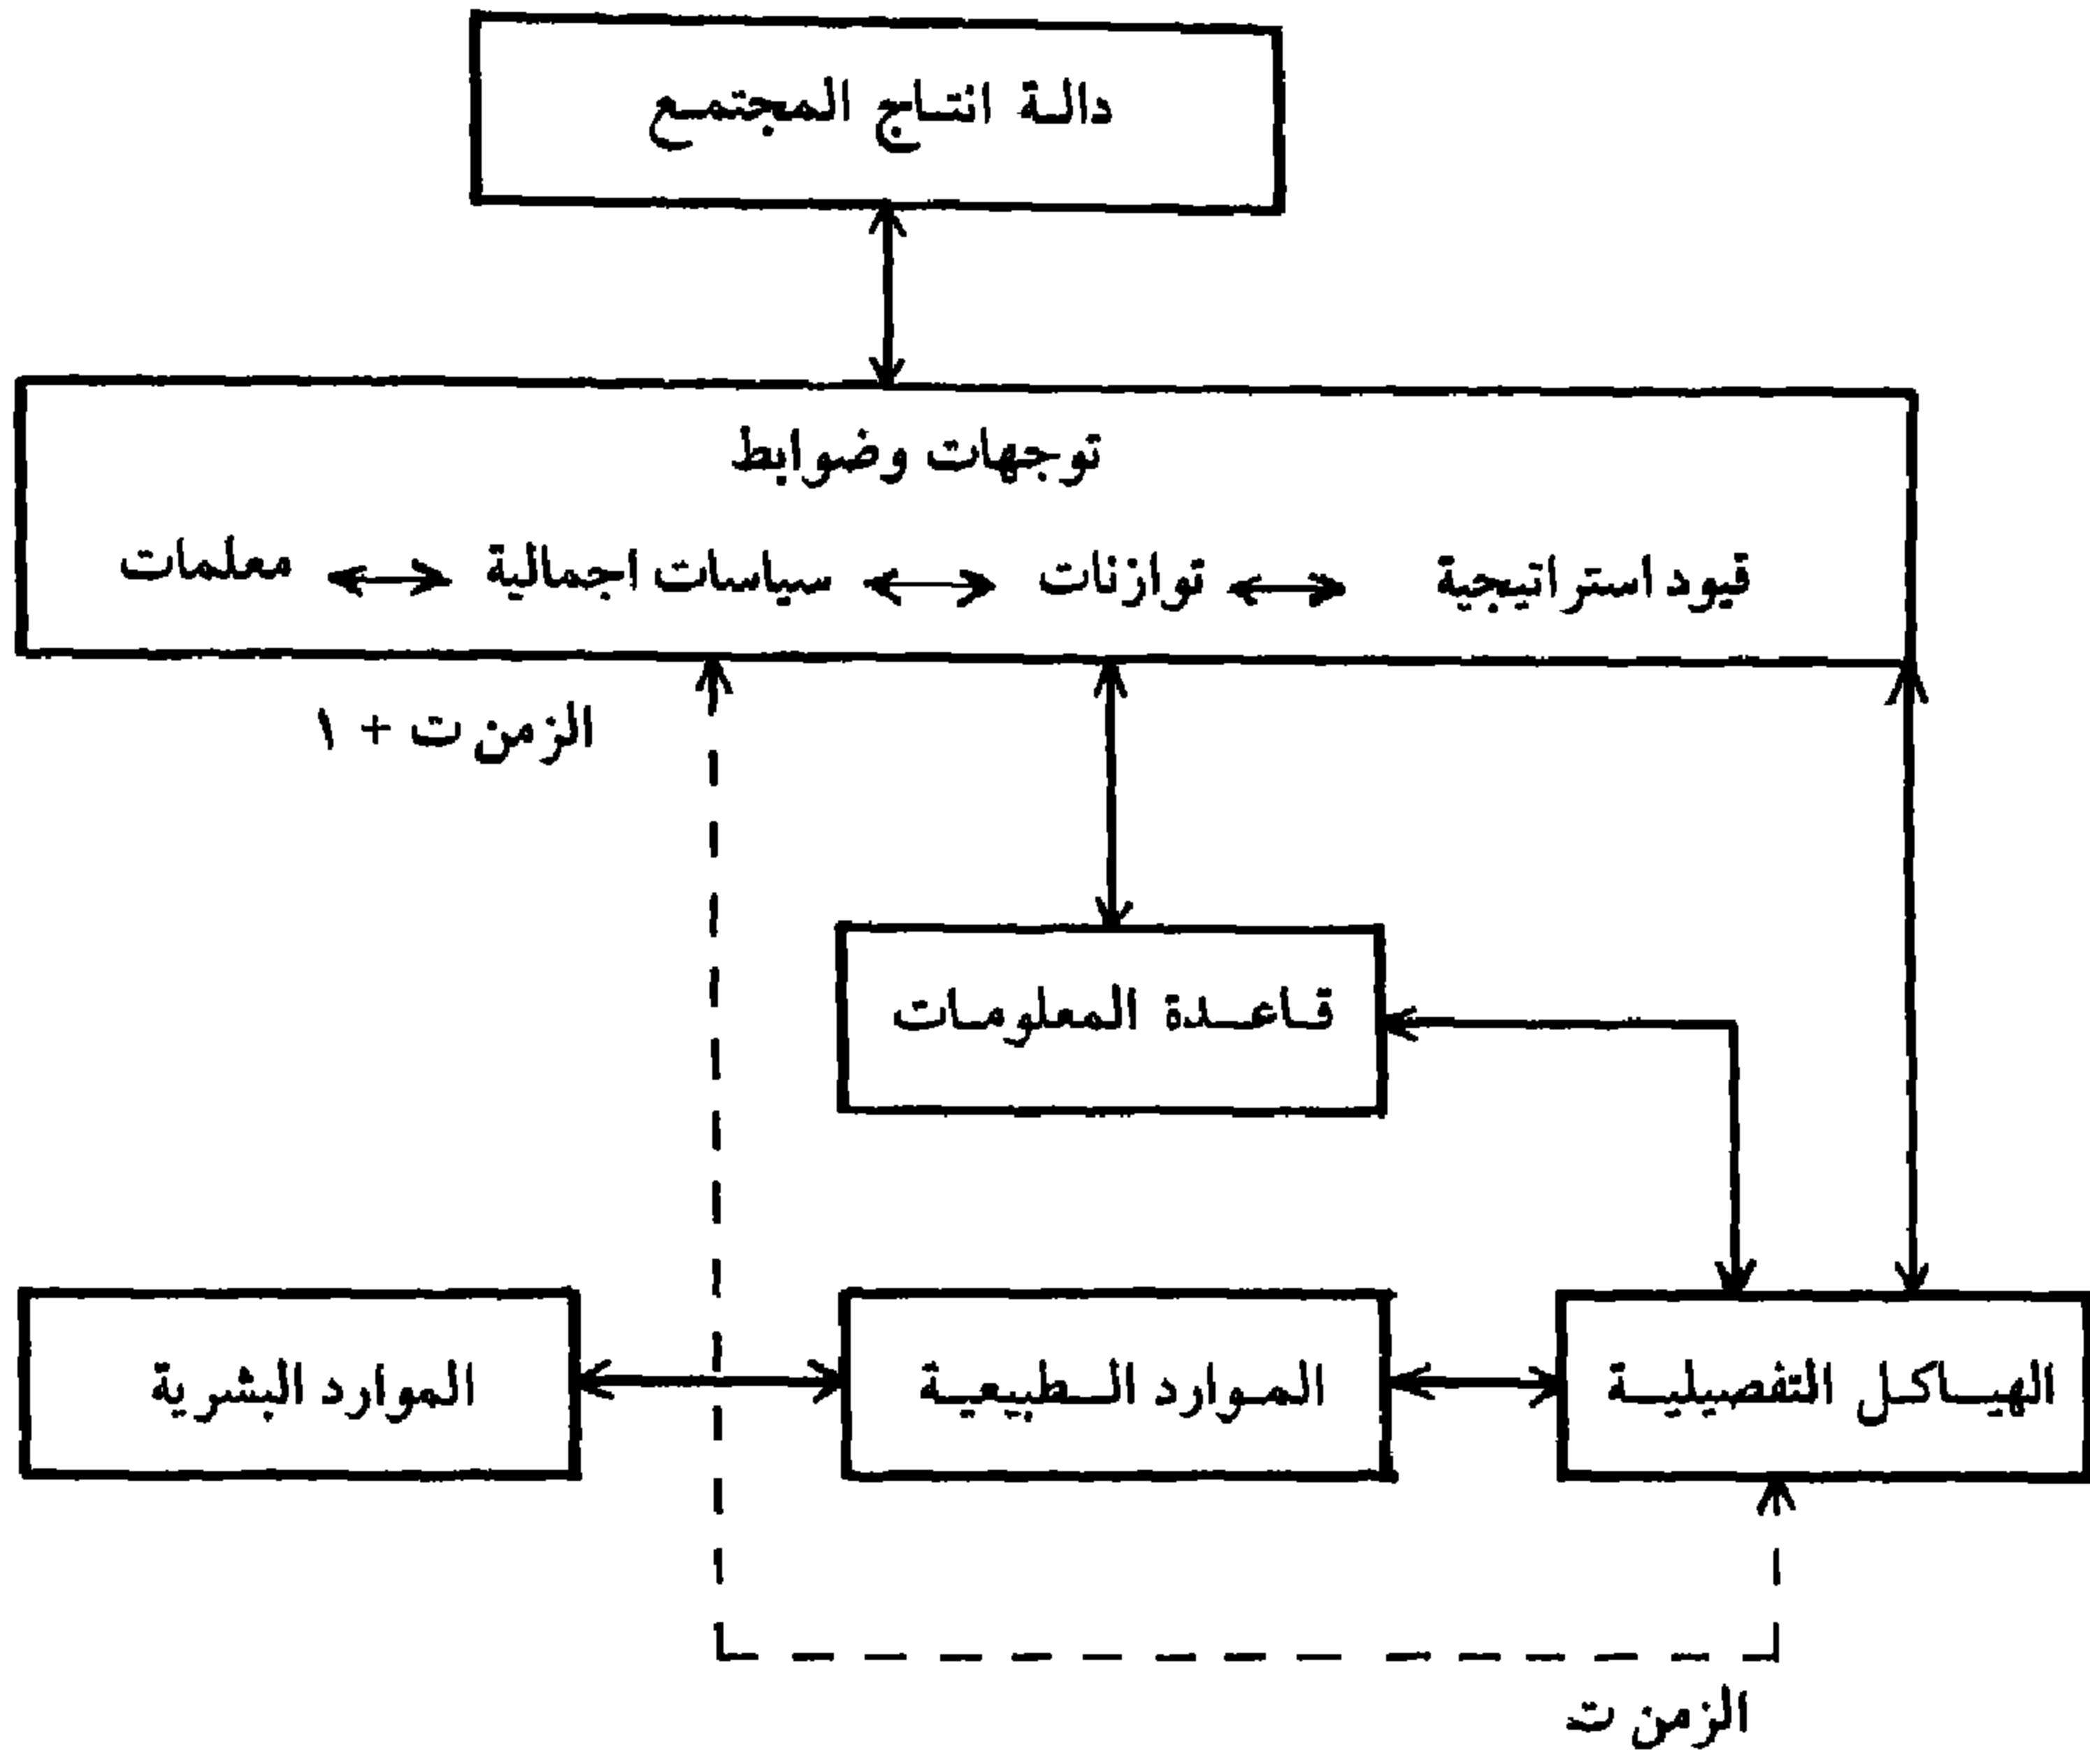 دالة انتاج المجتمع
توجهات وضوابط
قيود استراتيجية توازنات سياسات اجمالية معلمات
الزمن ت + ١
قاعدة المعلومات
الهياكل التفصيلية
الموارد الطبيعية
الموارد البشرية
الزمن ت